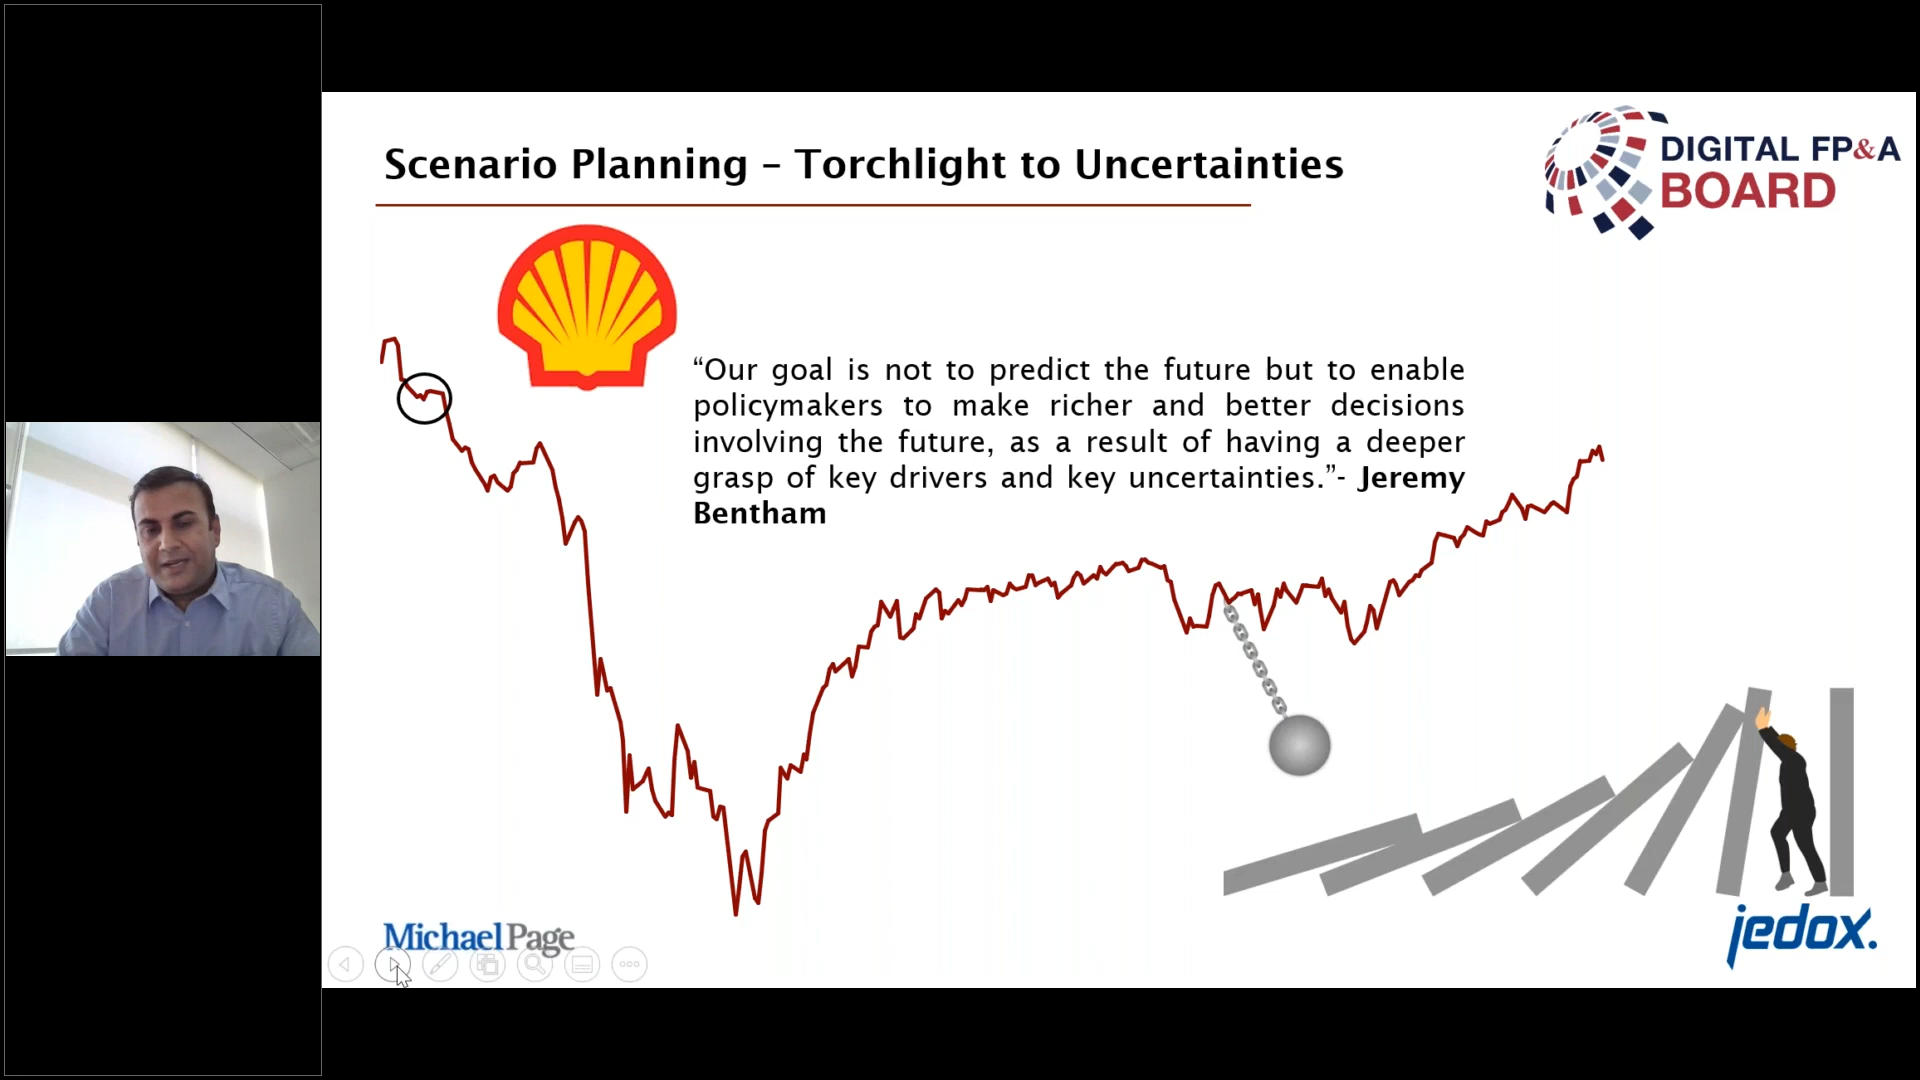 Scenario Planning – Torchlight to Uncertainties
DIGITAL FP&A
BOARD
“Our goal is not to predict the future but to enable
policymakers to make richer and better decisions
involving the future, as a result of having a deeper
grasp of key drivers and key uncertainties.”- Jeremy
Bentham
MichaelPage
jedox.